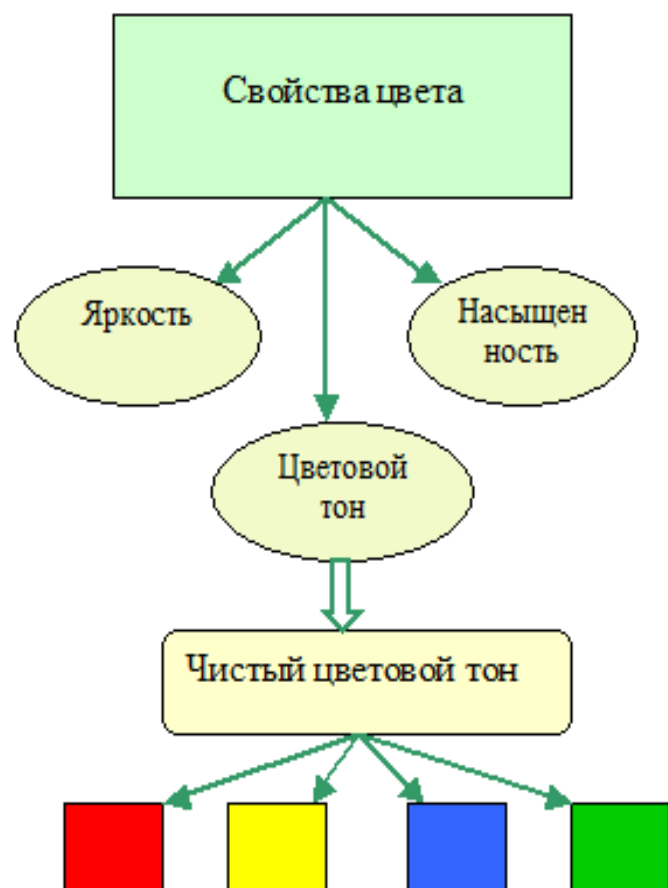 Свойства цвета
Яркость
Насыщен
ность
Цветовой
тон
Чистый цветовой тон